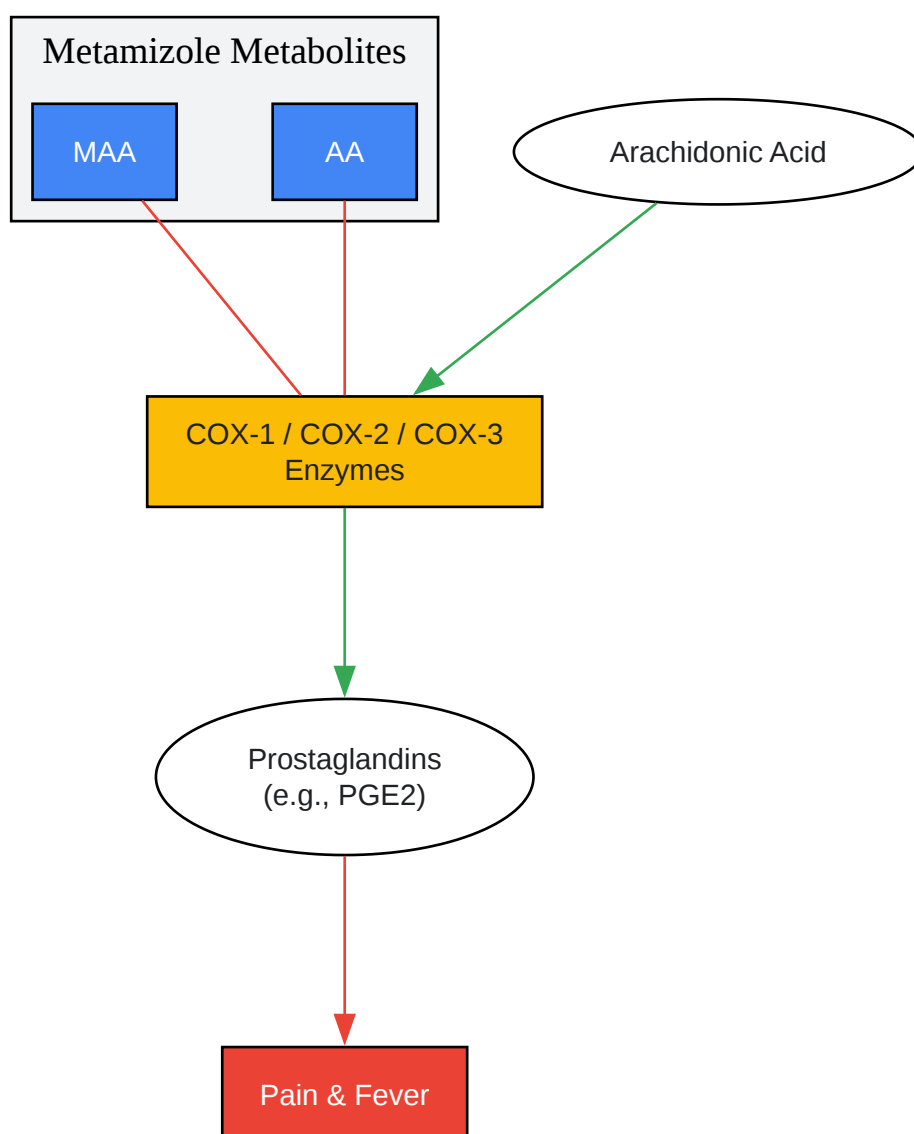 Metamizole Metabolites
MAA
AA
Arachidonic Acid
COX-1 / COX-2 / COX-3
Enzymes
Prostaglandins
(e.g., PGE2)
Pain & Fever